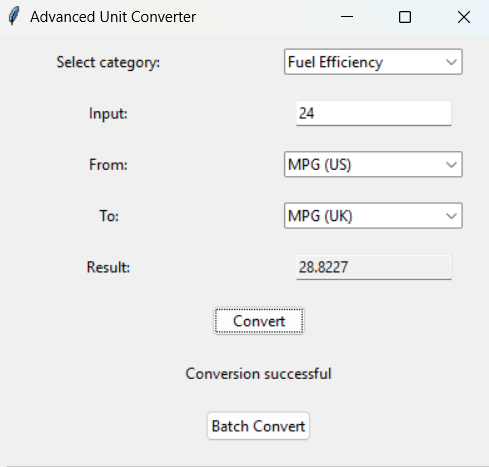 Advanced Unit Converter
Select category: Fuel Efficiency
Input: 24
From: MPG (US)
To: MPG (UK)
Result: 28.8227
Convert
Conversion successful
Batch Convert